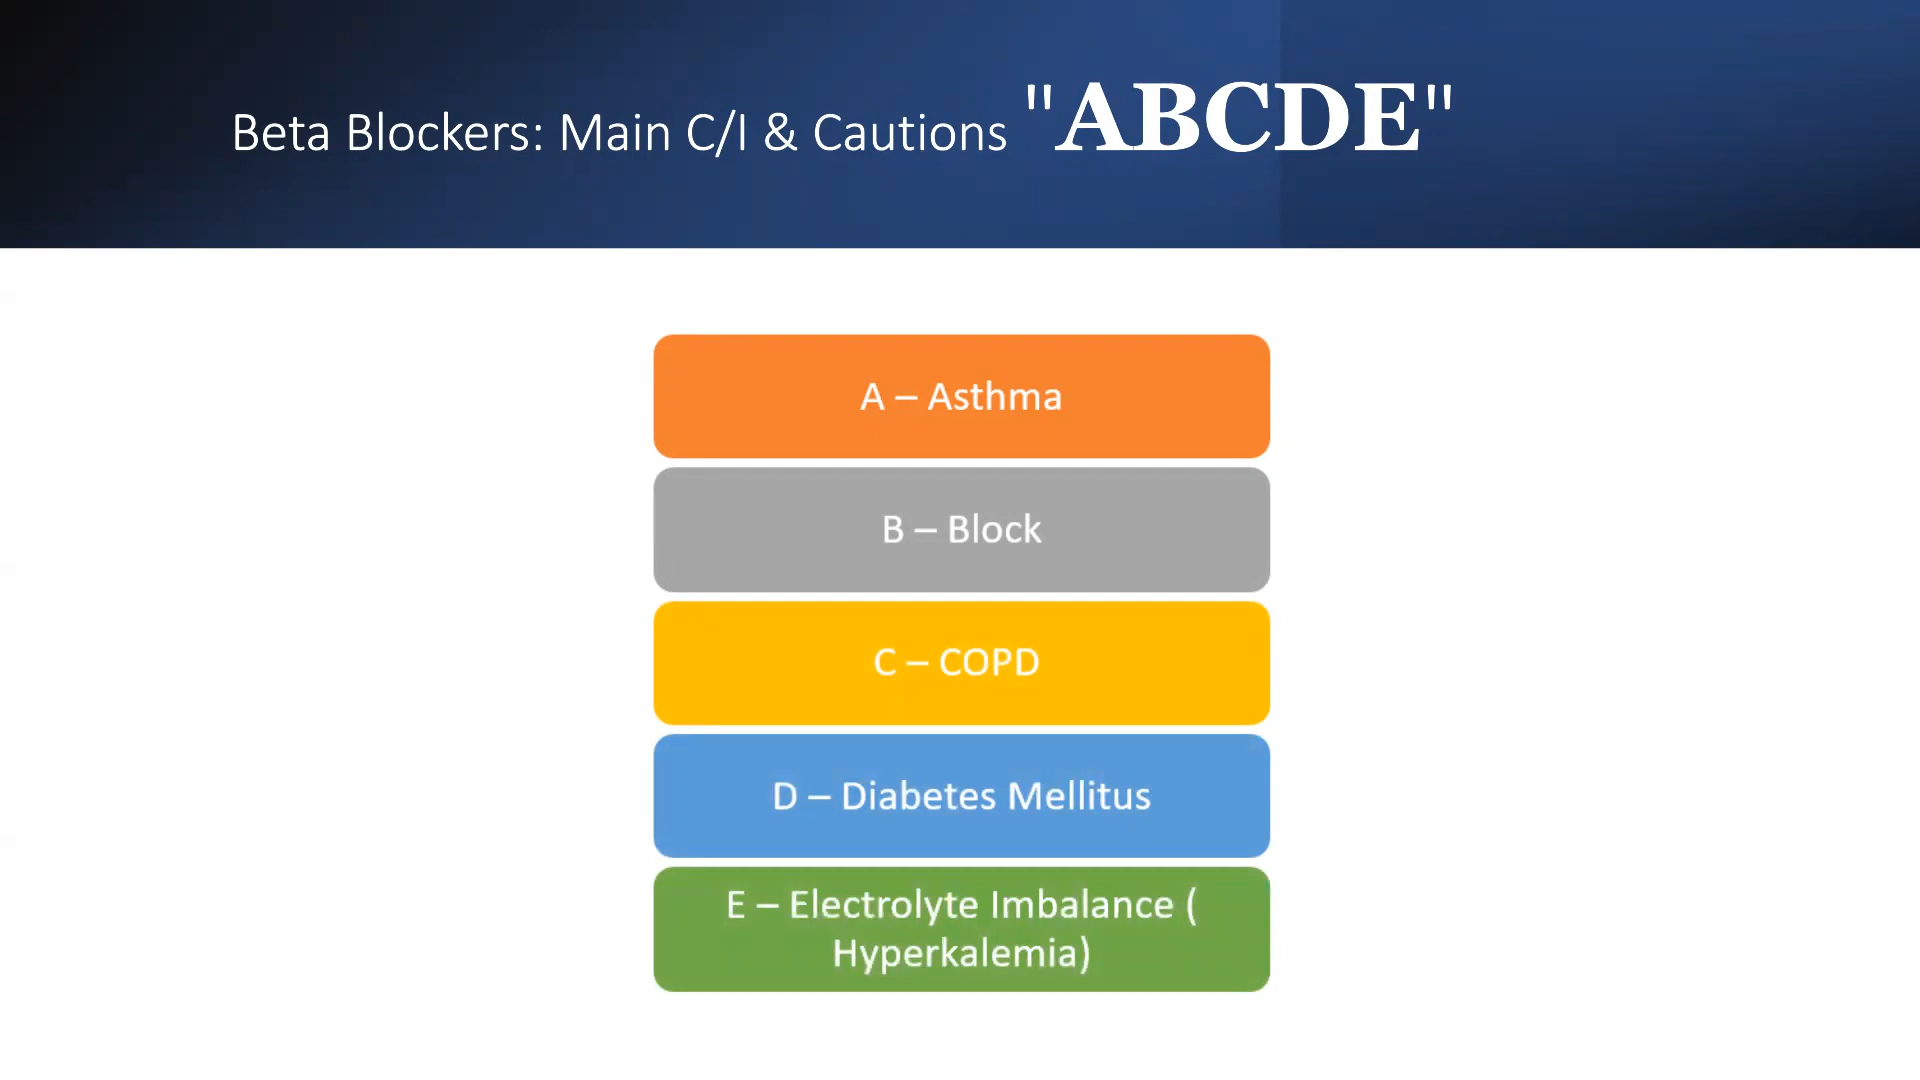 Beta Blockers: Main C/I & Cautions "ABCDE"
A – Asthma
B – Block
C – COPD
D – Diabetes Mellitus
E – Electrolyte Imbalance (
Hyperkalemia)